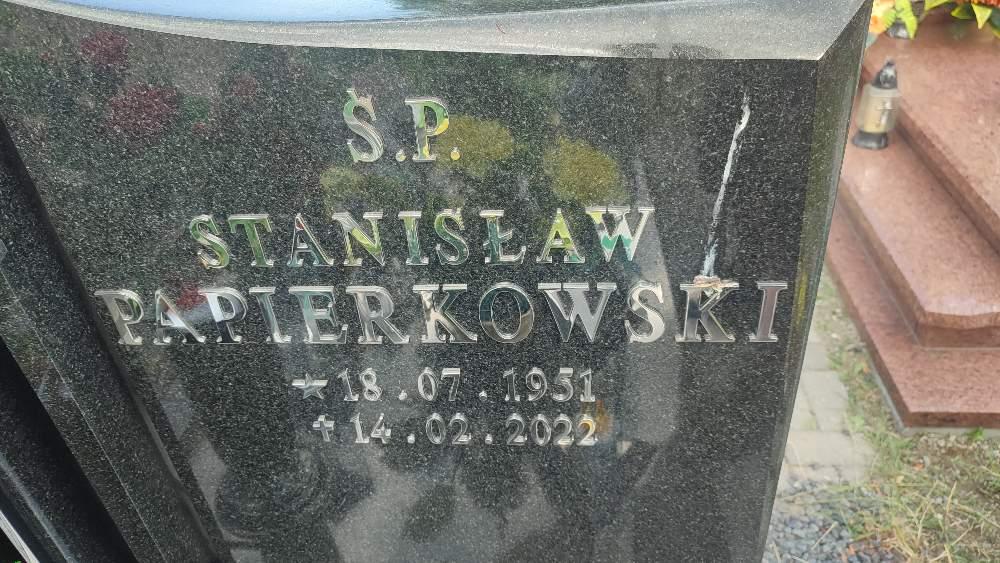 Ś.P.
STANISŁAW
PAPIERKOWSKI
★ 18.07.1951
✝ 14.02.2022